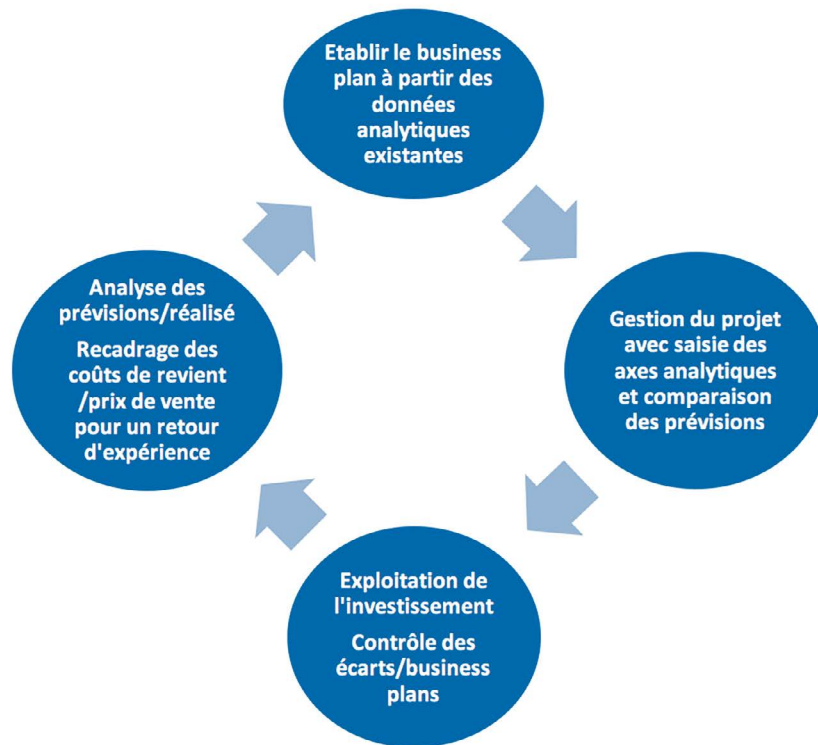 Etablir le business
plan à partir des
données
analytiques
existantes
Gestion du projet
avec saisie des
axes analytiques
et comparaison
des prévisions
Exploitation de
l'investissement
Contrôle des
écarts/business
plans
Analyse des
prévisions/réalisé
Recadrage des
coûts de revient
/prix de vente
pour un retour
d'expérience